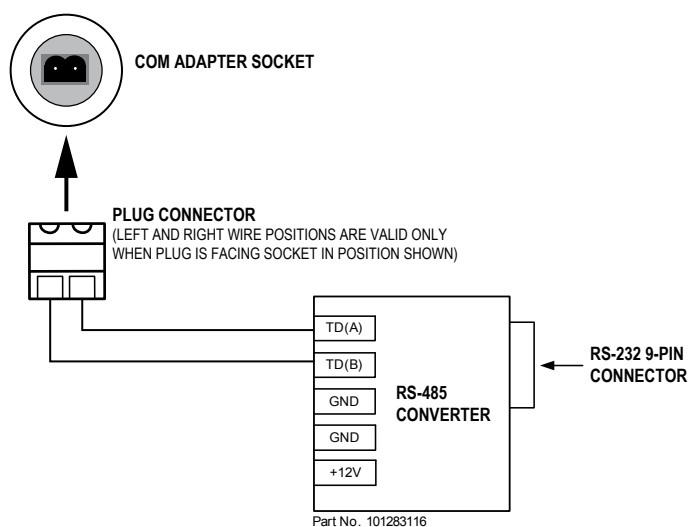 COM ADAPTER SOCKET
PLUG CONNECTOR
(LEFT AND RIGHT WIRE POSITIONS ARE VALID ONLY
WHEN PLUG IS FACING SOCKET IN POSITION SHOWN)
TD(A)
TD(B)
GND
GND
+12V
RS-485
CONVERTER
RS-232 9-PIN
CONNECTOR
Part No. 101283116